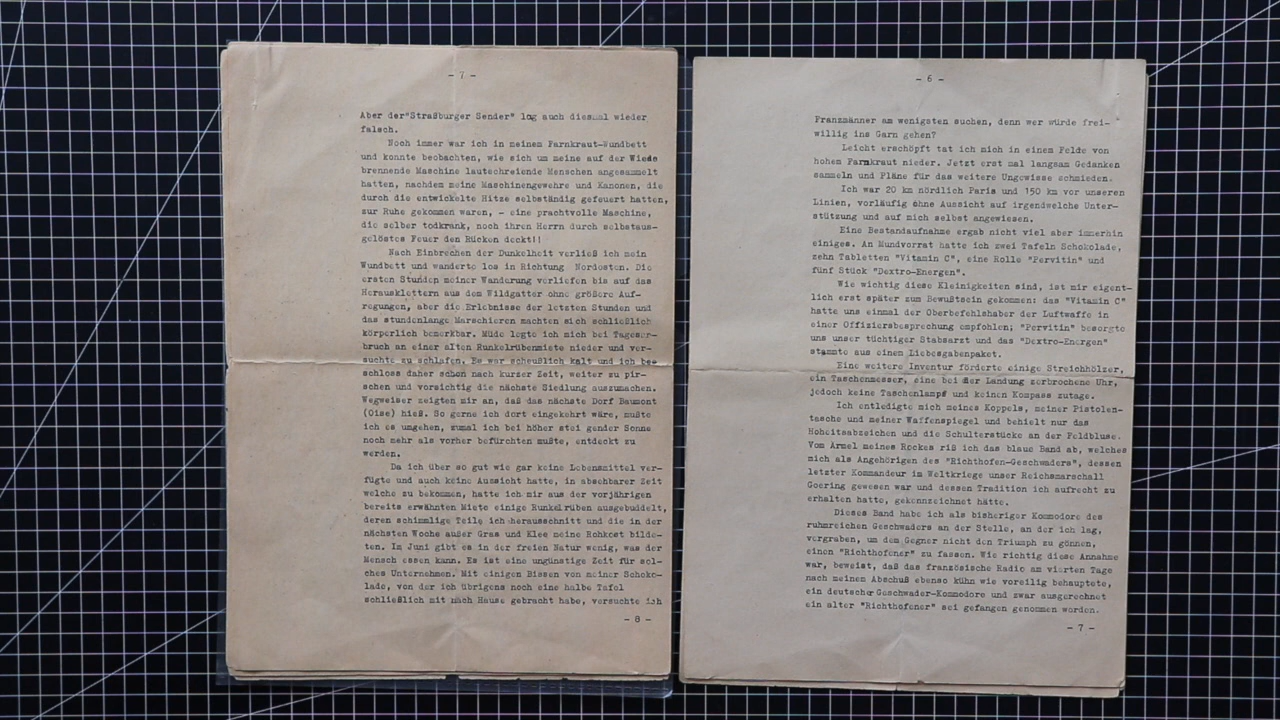 - 7 -
Aber der"Straßburger Sender" log auch diesmal wieder
falsch.
Noch immer war ich in meinem Farnkraut-Wundbett
und konnte beobachten, wie sich um meine auf der Wiese
brennende Maschine lautschreiende Menschen angesammelt
hatten, nachdem meine Maschinengewehre und Kanonen, die
durch die entwickelte Hitze selbständig gefeuert hatten,
zur Ruhe gekommen waren, - eine prachtvolle Maschine,
die selber todkrank, noch ihren Herrn durch selbstaus-
gelöstes Feuer den Rücken deckt!!
Nach Einbrechen der Dunkelheit verließ ich mein
Wundbett und wanderte los in Richtung Nordosten. Die
ersten Stunden meiner Wanderung verliefen bis auf das
Herausklettern aus dem Wildgatter ohne größere Auf-
regungen, aber die Erlebnisse der letzten Stunden und
das stundenlange Marschieren machten sich schließlich
körperlich bemerkbar. Müde legte ich mich bei Tagesan-
bruch an einer alten Runkelrübenmiete nieder und ver-
suchte zu schlafen. Es war scheußlich kalt und ich be-
schloss daher schon nach kurzer Zeit, weiter zu pir-
schen und vorsichtig die nächste Siedlung auszumachen.
Wegweiser zeigten mir an, daß das nächste Dorf Baumont
(Oise) hieß. So gerne ich dort eingekehrt wäre, mußte
ich es umgehen, zumal ich bei höher stei gender Sonne
noch mehr als vorher befürchten mußte, entdeckt zu
werden.
Da ich über so gut wie gar keine Lebensmittel ver-
fügte und auch keine Aussicht hatte, in absehbarer Zeit
welche zu bekommen, hatte ich mir aus der vorjährigen
bereits erwähnten Miete einige Runkelrüben ausgebuddelt,
deren schimmlige Teile ich herausschnitt und die in der
nächsten Woche außer Gras und Klee meine Rohkost bilde-
ten. Im Juni gibt es in der freien Natur wenig, was der
Mensch essen kann. Es ist eine ungünstige Zeit für sol-
ches Unternehmen. Mit einigen Bissen von meiner Schoko-
lade, von der ich übrigens noch eine halbe Tafel
schließlich mit nach Hause gebracht habe, versuchte ich
- 8 -
- 6 -
Franzmänner am wenigsten suchen, denn wer würde frei-
willig ins Garn gehen?
Leicht erschöpft tat ich mich in einem Felde von
hohem Farnkraut nieder. Jetzt erst mal langsam Gedanken
sammeln und Pläne für das weitere Ungewisse schmieden.
Ich war 20 km nördlich Paris und 150 km vor unseren
Linien, vorläufig ohne Aussicht auf irgendwelche Unter-
stützung und auf mich selbst angewiesen.
Eine Bestandaufnahme ergab nicht viel aber immerhin
einiges. An Mundvorrat hatte ich zwei Tafeln Schokolade,
zehn Tabletten "Vitamin C", eine Rolle "Pervitin" und
fünf Stück "Dextro-Energen".
Wie wichtig diese Kleinigkeiten sind, ist mir eigent-
lich erst später zum Bewußtsein gekommen: das "Vitamin C"
hatte uns einmal der Oberbefehlshaber der Luftwaffe in
einer Offiziersbesprechung empfohlen; "Pervitin" besorgte
uns unser tüchtiger Stabsarzt und das "Dextro-Energen"
stammte aus einem Liebesgabenpaket.
Eine weitere Inventur förderte einige Streichhölzer,
ein Taschenmesser, eine bei der Landung zerbrochene Uhr,
jedoch keine Taschenlampe und keinen Kompass zutage.
Ich entledigte mich meines Koppels, meiner Pistolen-
tasche und meiner Waffenspiegel und behielt nur das
Hoheitsabzeichen und die Schulterstücke an der Feldbluse.
Vom Ärmel meines Rockes riß ich das blaue Band ab, welches
mich als Angehörigen des "Richthofen-Geschwaders", dessen
letzter Kommandeur im Weltkriege unser Reichsmarschall
Goering gewesen war und dessen Tradition ich aufrecht zu
erhalten hatte, gekennzeichnet hätte.
Dieses Band habe ich als bisheriger Kommodore des
ruhmreichen Geschwaders an der Stelle, an der ich lag,
vergraben, um dem Gegner nicht den Triumph zu gönnen,
einen "Richthofener" zu fassen. Wie richtig diese Annahme
war, beweist, daß das französische Radio am vierten Tage
nach meinem Abschuß ebenso kühn wie voreilig behauptete,
ein deutscher Geschwader-Kommodore und zwar ausgerechnet
ein alter "Richthofener" sei gefangen genommen worden.
- 7 -